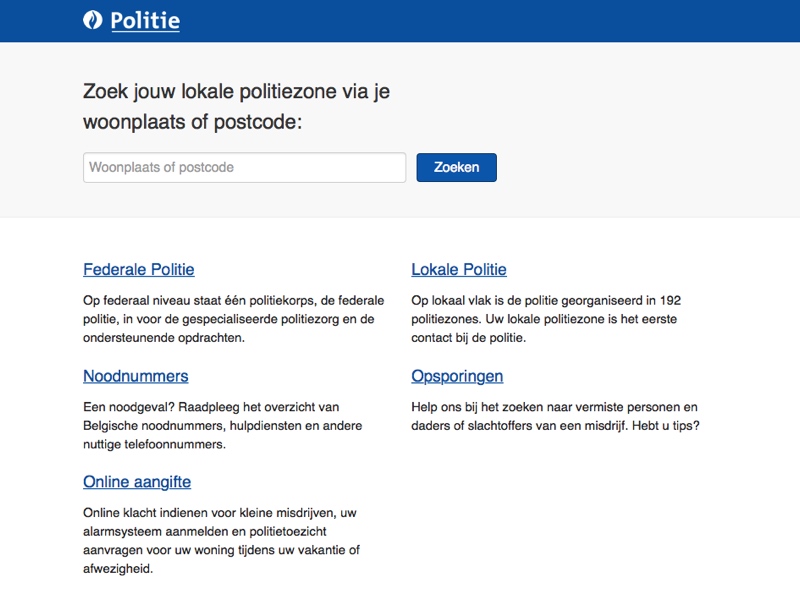 Politie
Zoek jouw lokale politiezone via je
woonplaats of postcode:
Woonplaats of postcode
Zoeken
Federale Politie
Op federaal niveau staat één politiekorps, de federale
politie, in voor de gespecialiseerde politiezorg en de
ondersteunende opdrachten.
Lokale Politie
Op lokaal vlak is de politie georganiseerd in 192
politiezones. Uw lokale politiezone is het eerste
contact bij de politie.
Noodnummers
Een noodgeval? Raadpleeg het overzicht van
Belgische noodnummers, hulpdiensten en andere
nuttige telefoonnummers.
Opsporingen
Help ons bij het zoeken naar vermiste personen en
daders of slachtoffers van een misdrijf. Hebt u tips?
Online aangifte
Online klacht indienen voor kleine misdrijven, uw
alarmsysteem aanmelden en politietoezicht
aanvragen voor uw woning tijdens uw vakantie of
afwezigheid.